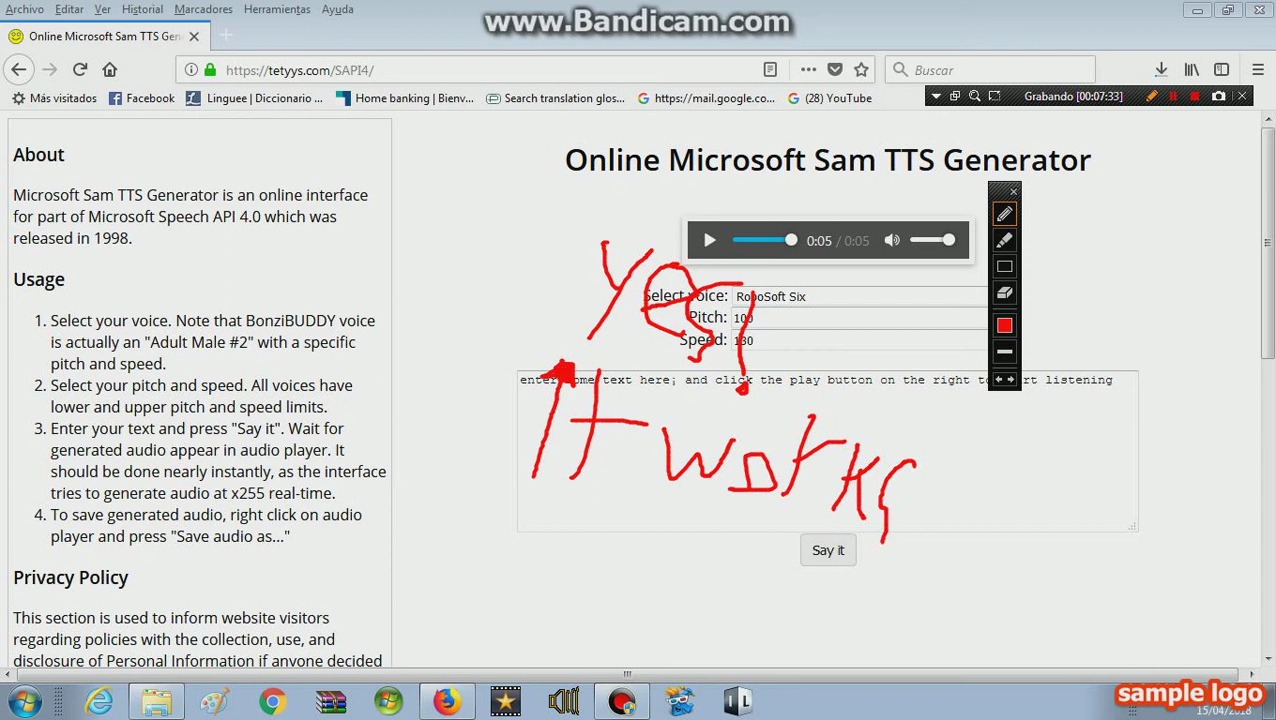 Archivo Editar Ver Historial Marcadores Herramientas Ayuda
www.Bandicam.com
Online Microsoft Sam TTS Gene
https://tetyys.com/SAPI4/
Buscar
Más visitados Facebook Linguee | Diccionario ... Home banking | Bienv... Search translation glos... https://mail.google.co... (28) YouTube
Grabando [00:07:33]
About
Microsoft Sam TTS Generator is an online interface
for part of Microsoft Speech API 4.0 which was
released in 1998.
Usage
1. Select your voice. Note that BonziBUDDY voice
is actually an "Adult Male #2" with a specific
pitch and speed.
2. Select your pitch and speed. All voices have
lower and upper pitch and speed limits.
3. Enter your text and press "Say it". Wait for
generated audio appear in audio player. It
should be done nearly instantly, as the interface
tries to generate audio at x255 real-time.
4. To save generated audio, right click on audio
player and press "Save audio as..."
Privacy Policy
This section is used to inform website visitors
regarding policies with the collection, use, and
disclosure of Personal Information if anyone decided
Online Microsoft Sam TTS Generator
0:05 / 0:05
Select voice: RoboSoft Six
Pitch: 100
Speed: 130
enter some text here; and click the play button on the right to start listening
Yes!
It works
Say it
sample logo
15/04/2018